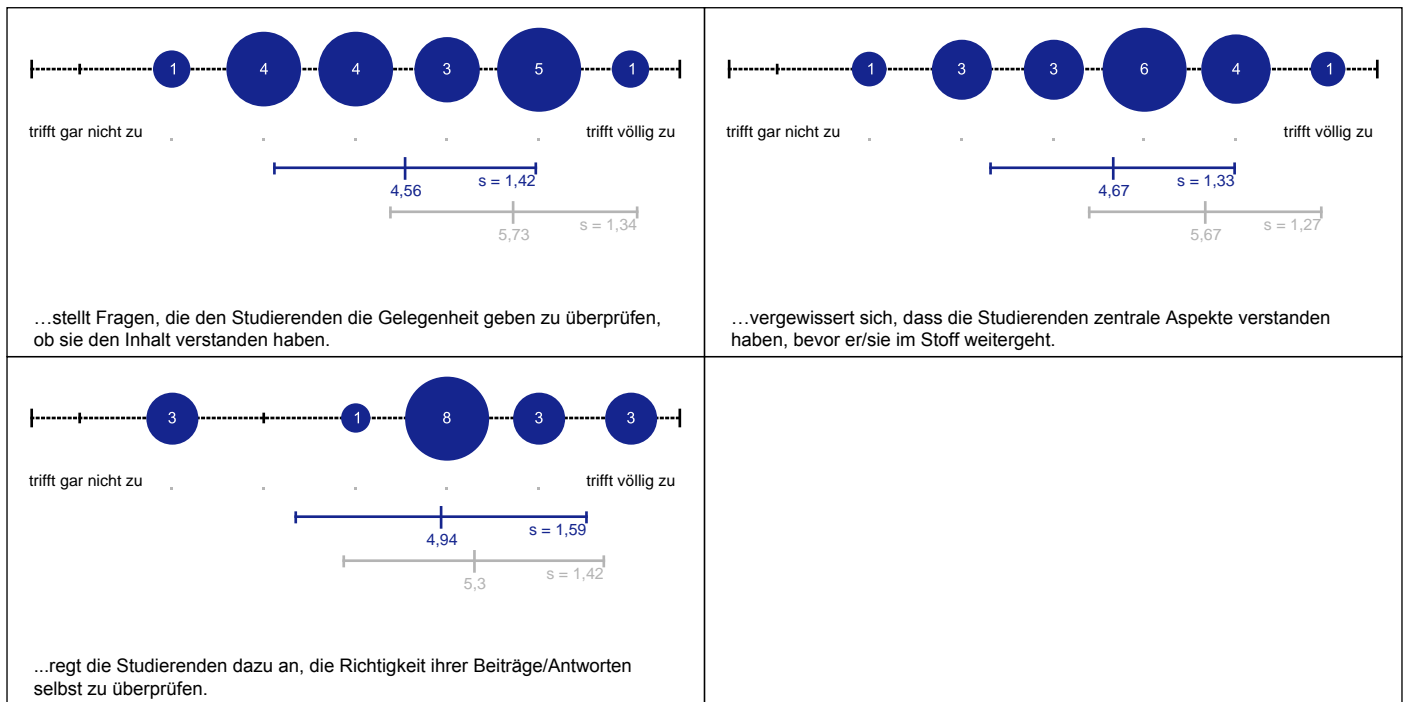 1 4 4 3 5 1
trifft gar nicht zu trifft völlig zu
4,56 s = 1,42
5,73 s = 1,34
…stellt Fragen, die den Studierenden die Gelegenheit geben zu überprüfen,
ob sie den Inhalt verstanden haben.
1 3 3 6 4 1
trifft gar nicht zu trifft völlig zu
4,67 s = 1,33
5,67 s = 1,27
…vergewissert sich, dass die Studierenden zentrale Aspekte verstanden
haben, bevor er/sie im Stoff weitergeht.
3 1 8 3 3
trifft gar nicht zu trifft völlig zu
4,94 s = 1,59
5,3 s = 1,42
...regt die Studierenden dazu an, die Richtigkeit ihrer Beiträge/Antworten
selbst zu überprüfen.